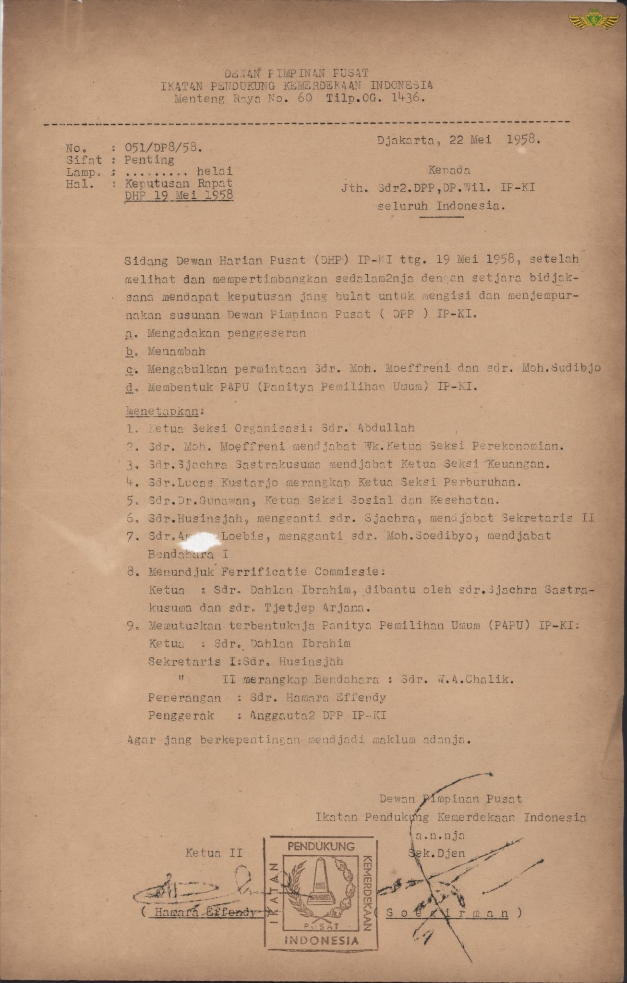 DEWAN PIMPINAN PUSAT
IKATAN PENDUKUNG KEMERDEKAAN INDONESIA
Menteng Raya No. 60 Tilp.OG. 1436.
Djakarta, 22 Mei 1958.
No. : 051/DP8/58.
Sifat : Penting
Lamp. : ......... helai
Hal. : Keputusan Rapat
DHP 19 Mei 1958
Kepada
Jth. Sdr2.DPP,DP.Wil. IP-KI
seluruh Indonesia.
Sidang Dewan Harian Pusat (DHP) IP-KI ttg. 19 Mei 1958, setelah
melihat dan mempertimbangkan sedalam2nja dengan setjara bidjak-
sana mendapat keputusan jang bulat untuk mengisi dan menjempur-
nakan susunan Dewan Pimpinan Pusat ( DPP ) IP-KI.
a. Mengadakan penggeseran
b. Menambah
c. Mengabulkan permintaan Sdr. Moh. Moeffreni dan sdr. Moh.Sudibjo
d. Membentuk P4PU (Panitya Pemilihan Umum) IP-KI.
Menetapkan:
1. Ketua Seksi Organisasi: Sdr. Abdullah
2. Sdr. Moh. Moeffreni mendjabat Wk.Ketua Seksi Perekonomian.
3. Sdr.Sjachra Sastrakusuma mendjabat Ketua Seksi Keuangan.
4. Sdr.Lucas Kustarjo merangkap Ketua Seksi Perburuhan.
5. Sdr.Dr.Gunawan, Ketua Seksi Sosial dan Kesehatan.
6. Sdr.Husinsjah, mengganti sdr. Sjachra, mendjabat Sekretaris II
7. Sdr. Loebis, mengganti sdr. Moh.Soedibyo, mendjabat
Bendahara I
8. Menundjuk Ferrificatie Commissie:
Ketua : Sdr. Dahlan Ibrahim, dibantu oleh sdr.Sjachra Sastra-
kusuma dan sdr. Tjetjep Arjana.
9. Memutuskan terbentuknja Panitya Pemilihan Umum (P4PU) IP-KI:
Ketua : Sdr. Dahlan Ibrahim
Sekretaris I:Sdr. Husinsjah
" II merangkap Bendahara : Sdr. W.A.Chalik.
Penerangan : Sdr. Hamara Effendy
Penggerak : Anggauta2 DPP IP-KI
Agar jang berkepentingan mendjadi maklum adanja.
Dewan Pimpinan Pusat
Ikatan Pendukung Kemerdekaan Indonesia
a.n.nja
Ketua II
Sek.Djen
( Hamara Effendy )
( Soekirman )
IKATAN
PENDUKUNG
KEMERDEKAAN
PUSAT
INDONESIA